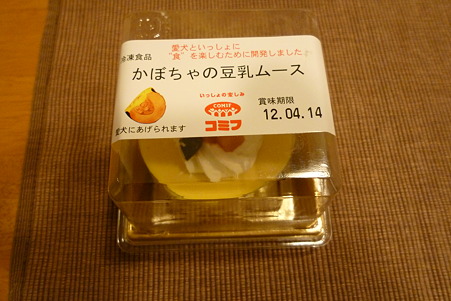 愛犬といっしょに
冷凍食品
"食"を楽しむために開発しました
かぼちゃの豆乳ムース
いっしょの楽しみ
COMIF
コミフ
賞味期限
12.04.14
愛犬にあげられます